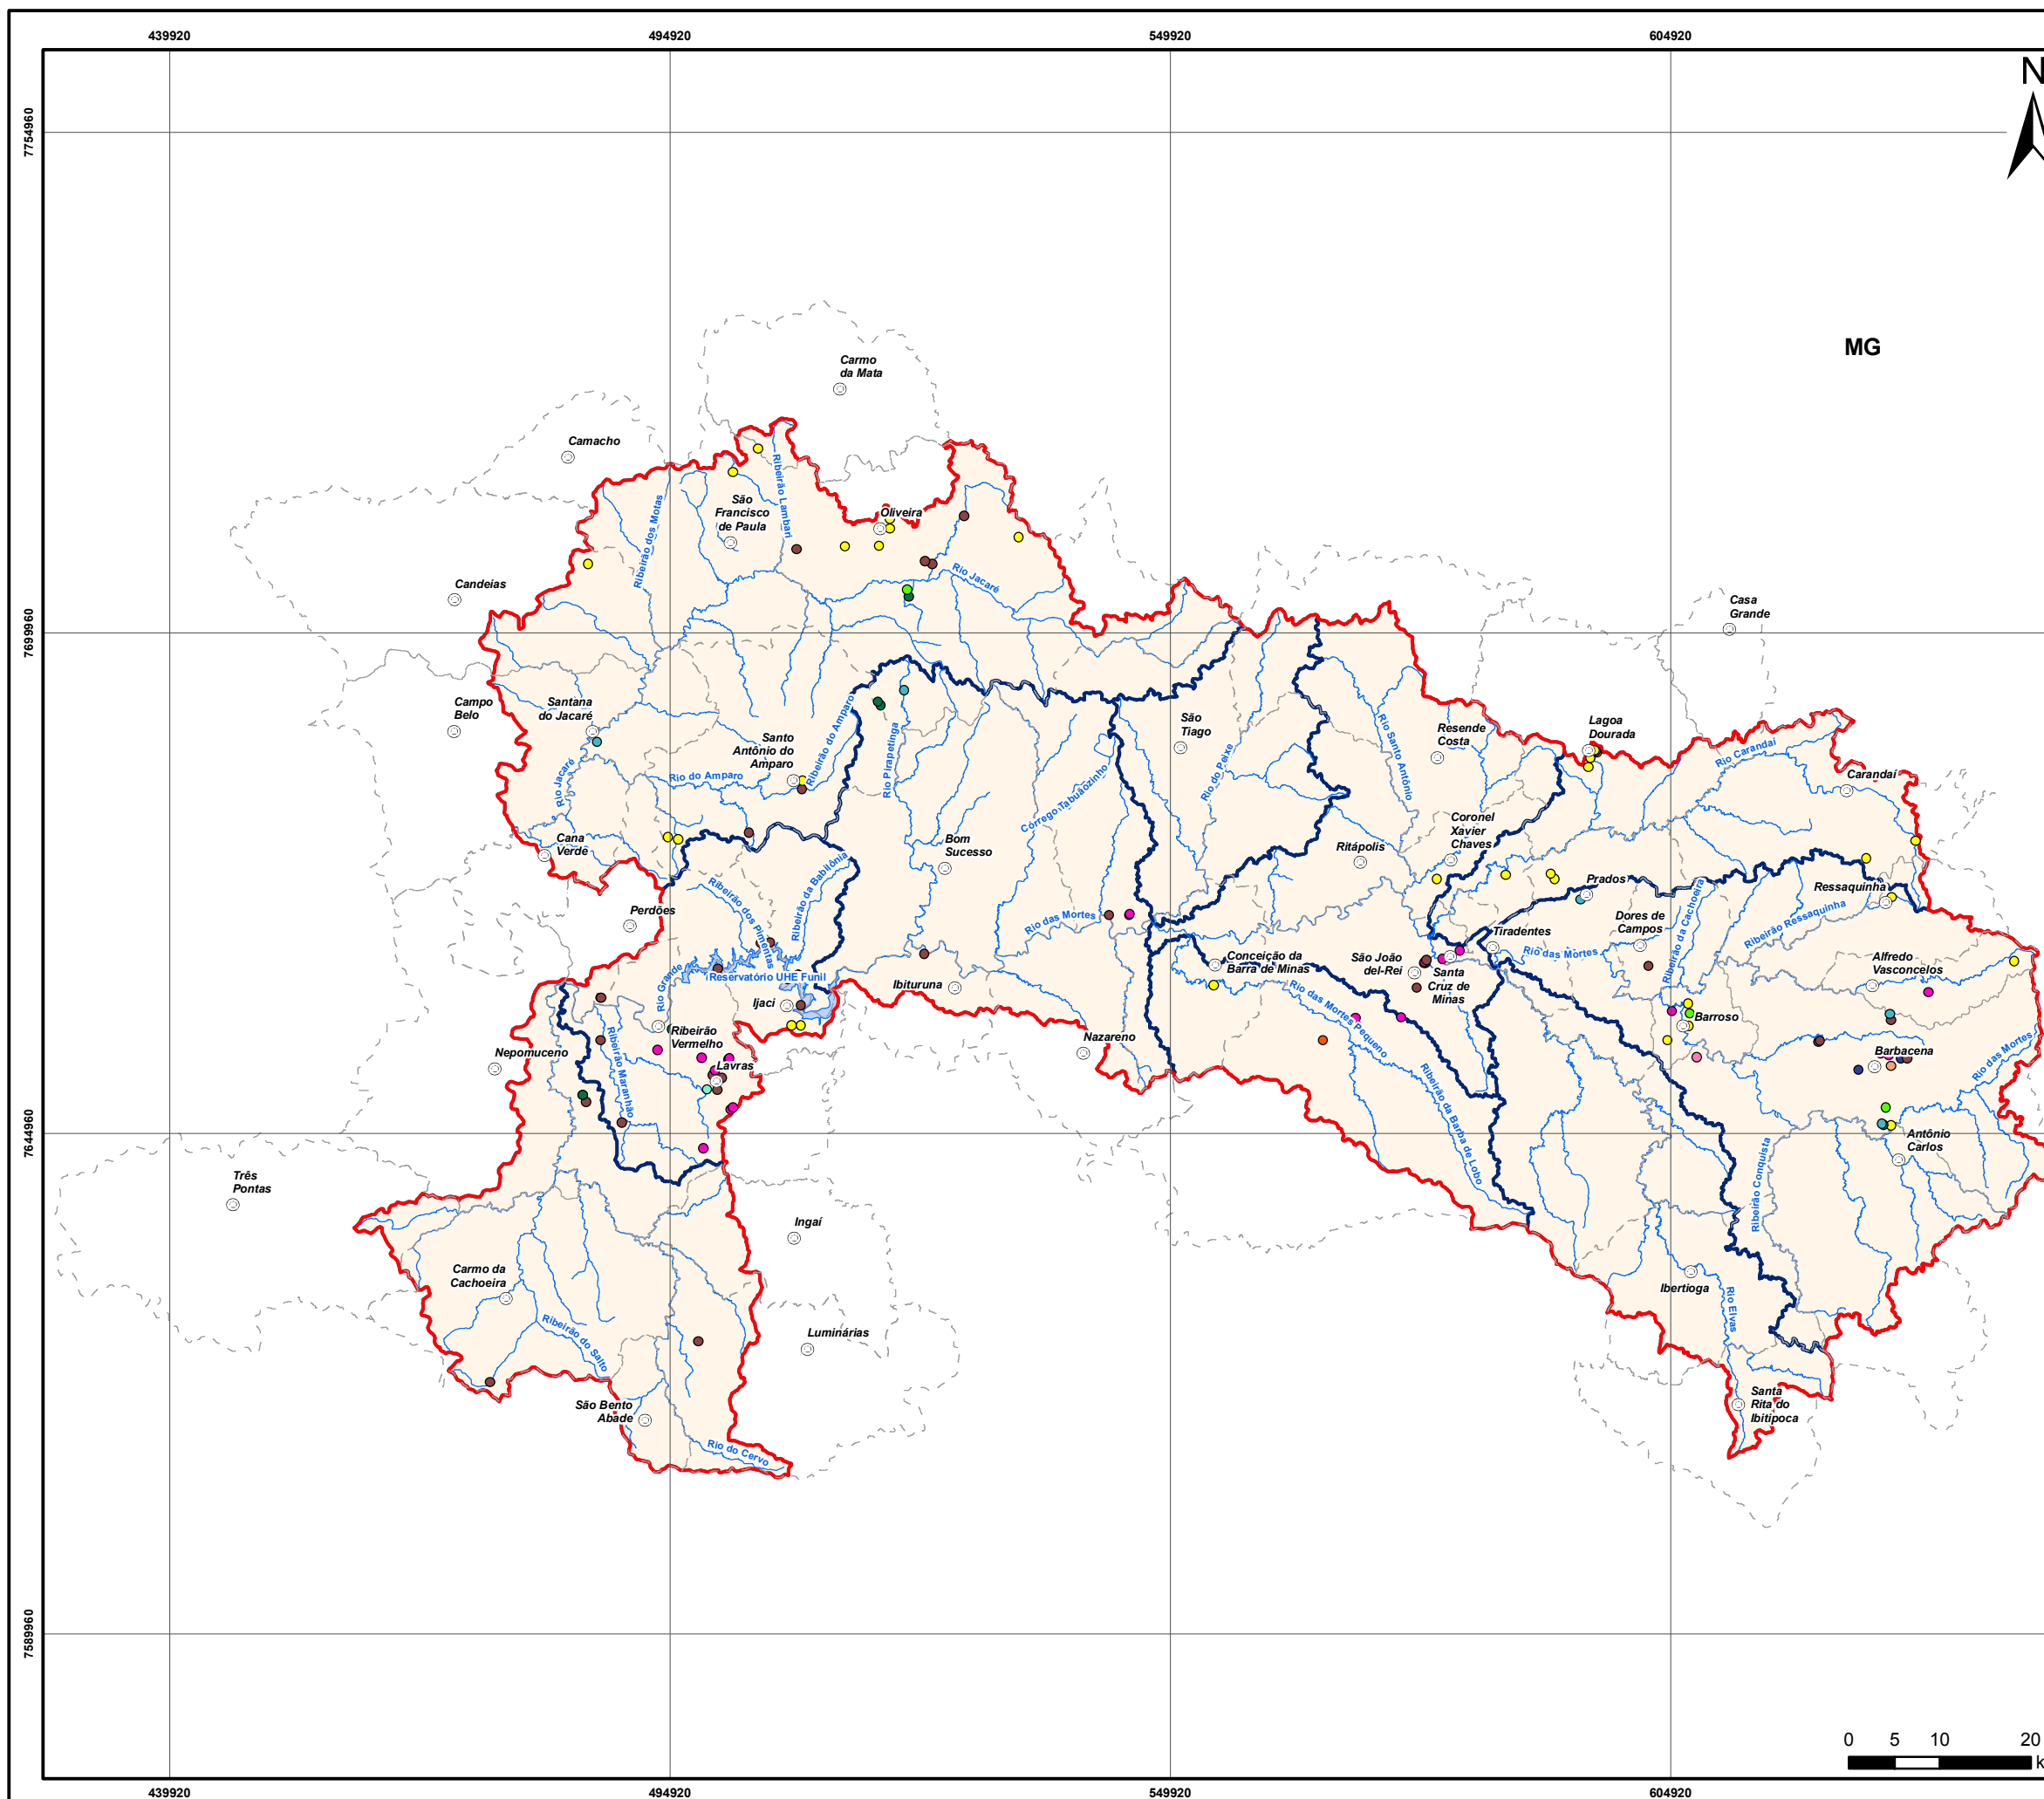 439920
494920
549920
604920
N
7754960
MG
Carmo
da Mata
Camacho
Ribeirão Lambari
Ribeirão dos Motas
São
Francisco
de Paula
Oliveira
Rio Jacaré
Candeias
Casa
Grande
7699960
Campo
Belo
Santana
do Jacaré
Santo
Antônio do
Amparo
Ribeirão do Amparo
Rio Pirapetinga
Rio do Amparo
Rio Jacaré
São
Tiago
Rio do Peixe
Córrego Tabuãozinho
Rio Santo Antônio
Resende
Costa
Lagoa
Dourada
Rio Carandaí
Carandaí
Cana
Verde
Bom
Sucesso
Ritápolis
Coronel
Xavier
Chaves
Ribeirão da Babilônia
Ribeirão dos Pimentas
Perdões
Rio das Mortes
Prados
Dores de
Campos
Ribeirão da Cachoeira
Ressaquinha
Ribeirão Ressaquinha
Tiradentes
Rio das Mortes
Rio Grande
Reservatório UHE Funil
Ijaci
Ibituruna
Conceição da
Barra de Minas
São João
del-Rei
Santa
Cruz de
Minas
Alfredo
Vasconcelos
Rio das Mortes Pequeno
Barroso
Ribeirão
Vermelho
Nepomuceno
Ribeirão Maranhão
Lavras
Nazareno
Barbacena
Rio das Mortes
Ribeirão da Barba de Lobo
7644960
Antônio
Carlos
Ribeirão Conquista
Três
Pontas
Ingaí
Carmo da
Cachoeira
Ibertioga
Rio Elvas
Ribeirão do Salto
Luminárias
São Bento
Abade
Rio do Cervo
Santa
Rita do
Ibitipoca
7589960
0 5 10 20
439920
494920
549920
604920